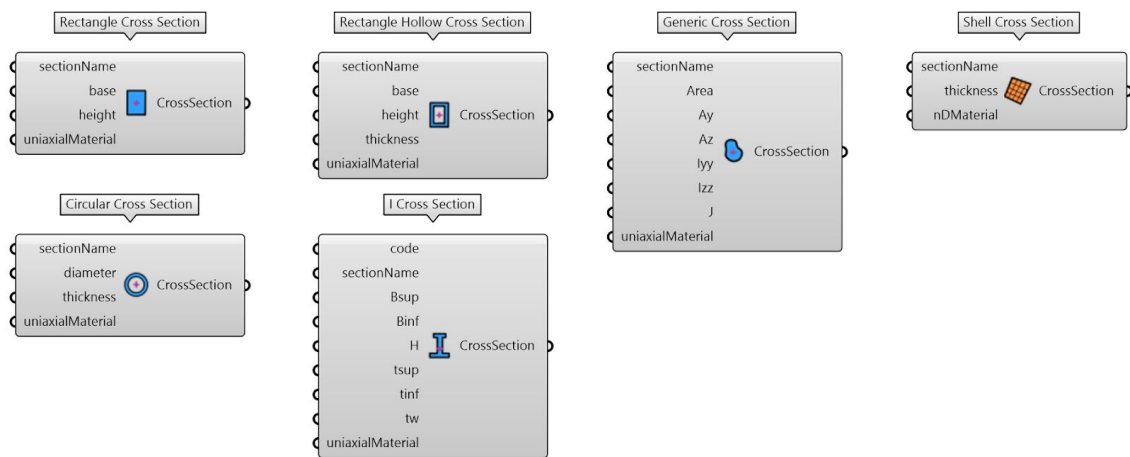 Rectangle Cross Section
sectionName
base
height
uniaxialMaterial
CrossSection
Rectangle Hollow Cross Section
sectionName
base
height
thickness
uniaxialMaterial
CrossSection
Generic Cross Section
sectionName
Area
Ay
Az
Iyy
Izz
J
uniaxialMaterial
CrossSection
Shell Cross Section
sectionName
thickness
nDMaterial
CrossSection
Circular Cross Section
sectionName
diameter
thickness
uniaxialMaterial
CrossSection
I Cross Section
code
sectionName
Bsup
Binf
H
tsup
tinf
tw
uniaxialMaterial
CrossSection